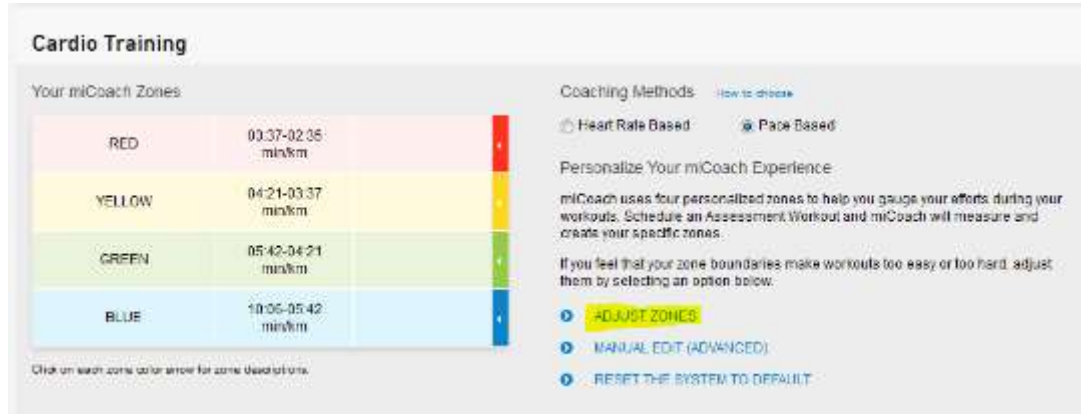 Cardio Training
Your miCoach Zones
RED 03:37-02:35
min/km
YELLOW 04:21-03:37
min/km
GREEN 05:42-04:21
min/km
BLUE 10:06-05:42
min/km
Click on each zone color arrow for zone descriptions.
Coaching Methods How to choose
Heart Rate Based Pace Based
Personalize Your miCoach Experience
miCoach uses four personalized zones to help you gauge your efforts during your
workouts. Schedule an Assessment Workout and miCoach will measure and
create your specific zones.
If you feel that your zone boundaries make workouts too easy or too hard, adjust
them by selecting an option below.
ADJUST ZONES
MANUAL EDIT (ADVANCED)
RESET THE SYSTEM TO DEFAULT